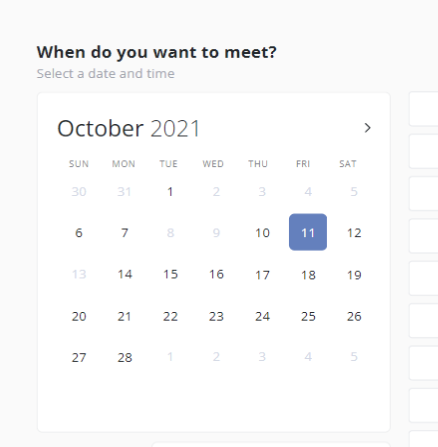 When do you want to meet?
Select a date and time
October 2021
SUN MON TUE WED THU FRI SAT
30 31 1 2 3 4 5
6 7 8 9 10 11 12
13 14 15 16 17 18 19
20 21 22 23 24 25 26
27 28 1 2 3 4 5